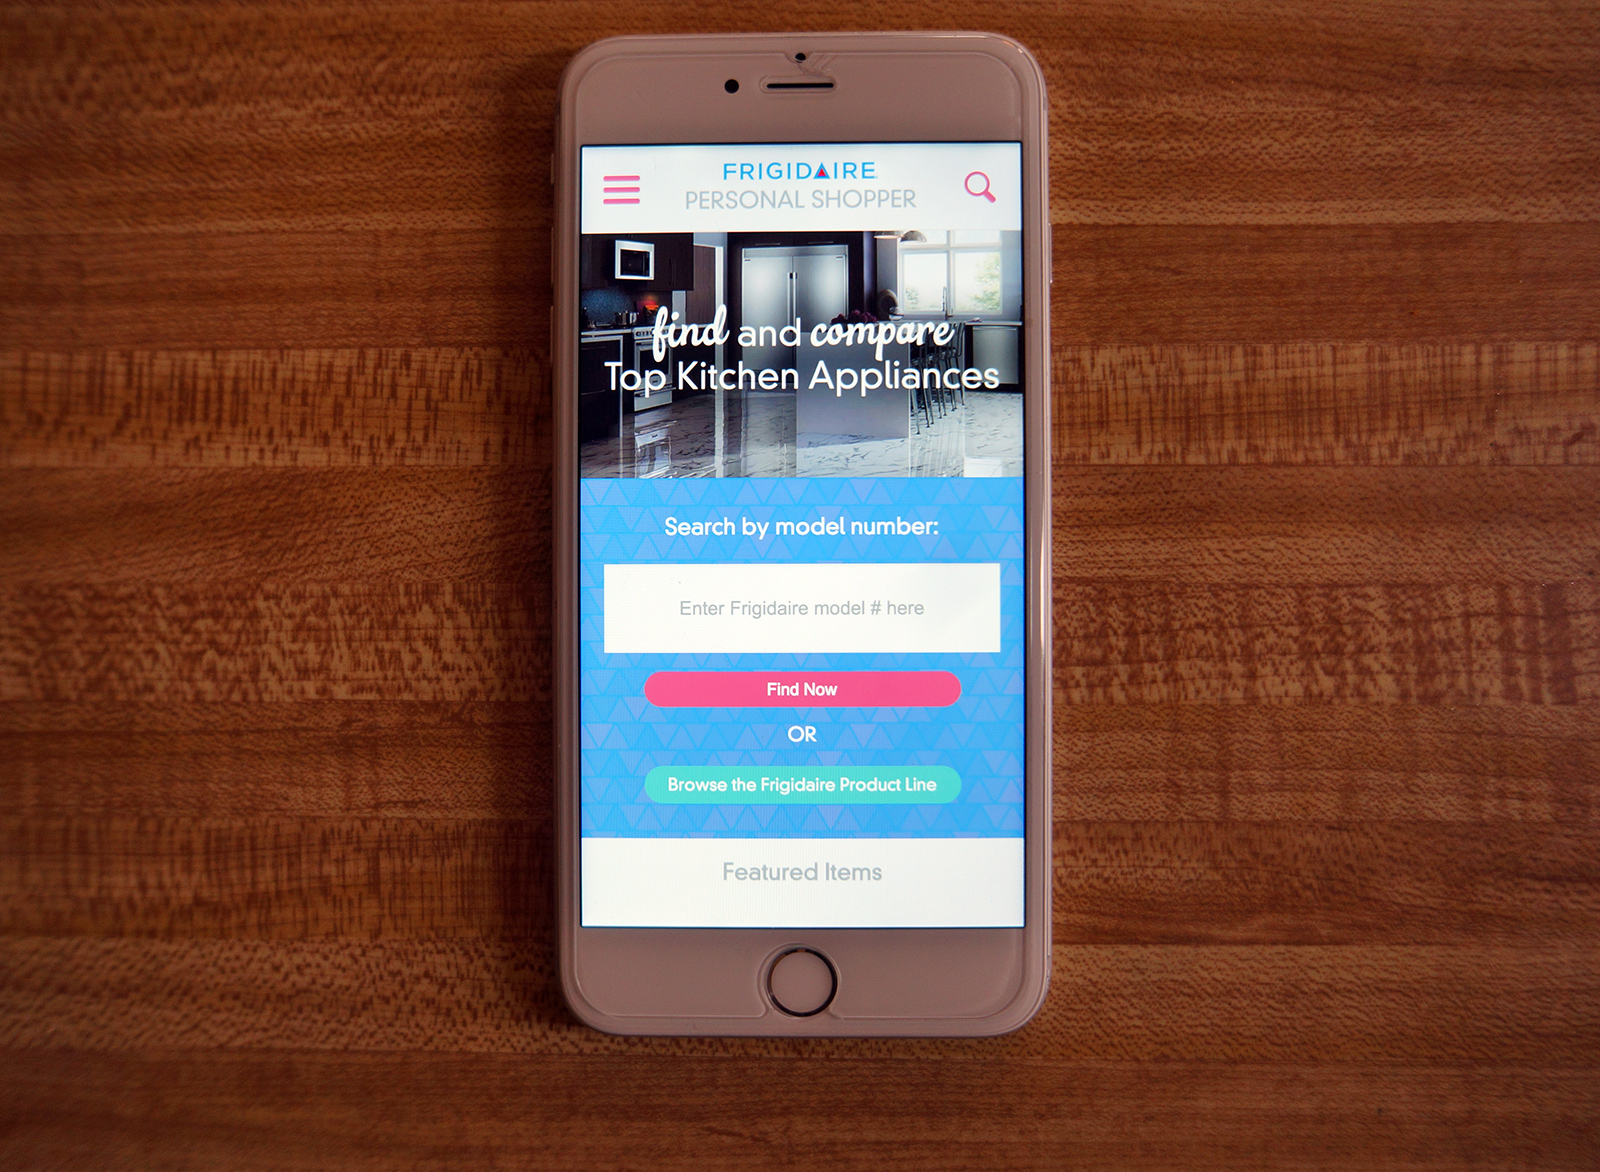 FRIGIDAIRE
PERSONAL SHOPPER
find and compare
Top Kitchen Appliances
Search by model number:
Enter Frigidaire model # here
Find Now
OR
Browse the Frigidaire Product Line
Featured Items